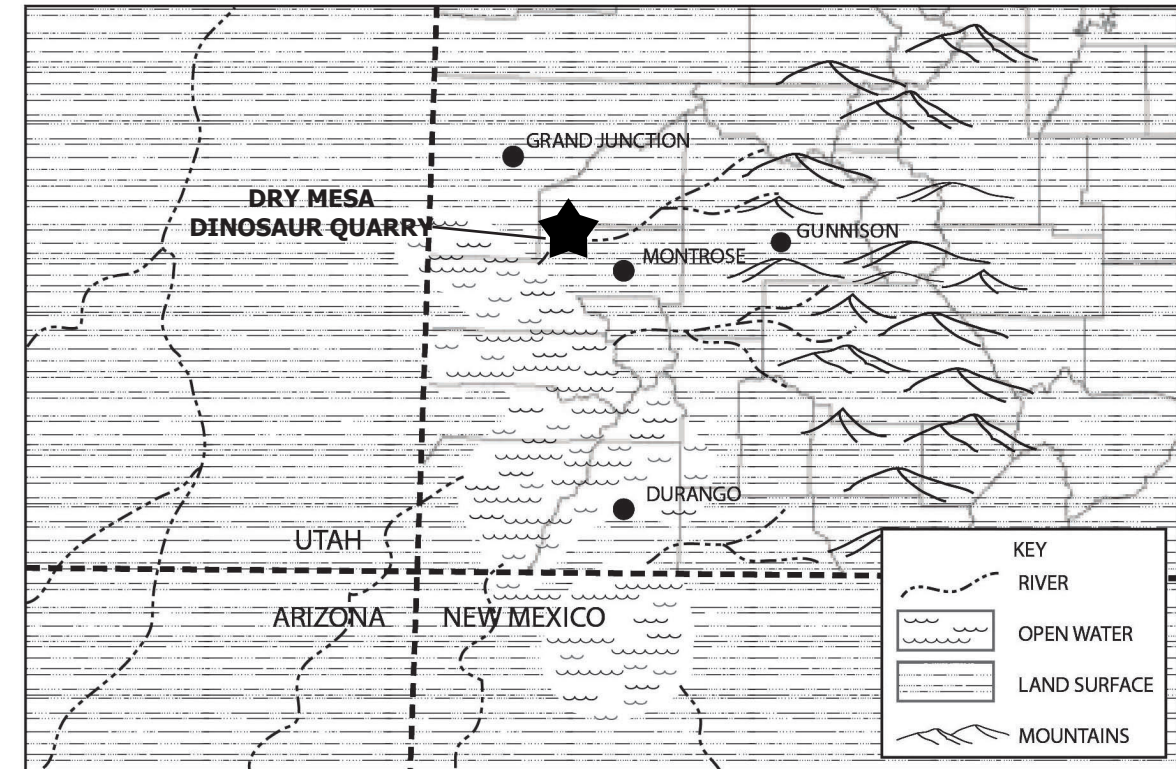 GRAND JUNCTION
DRY MESA
DINOSAUR QUARRY
GUNNISON
MONTROSE
DURANGO
UTAH
ARIZONA
NEW MEXICO
KEY
RIVER
OPEN WATER
LAND SURFACE
MOUNTAINS